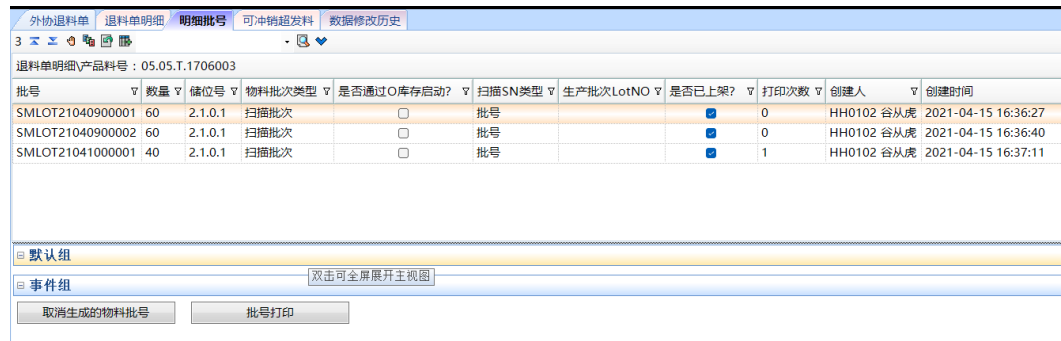 外协退料单 退料单明细 明细批号 可冲销超发料 数据修改历史
3
退料单明细\产品料号：05.05.T.1706003
批号 数量 储位号 物料批次类型 是否通过O库存启动? 扫描SN类型 生产批次LotNO 是否已上架? 打印次数 创建人 创建时间
SMLOT21040900001 60 2.1.0.1 扫描批次 批号 0 HH0102 谷从虎 2021-04-15 16:36:27
SMLOT21040900002 60 2.1.0.1 扫描批次 批号 0 HH0102 谷从虎 2021-04-15 16:36:40
SMLOT21041000001 40 2.1.0.1 扫描批次 批号 1 HH0102 谷从虎 2021-04-15 16:37:11
默认组
双击可全屏展开主视图
事件组
取消生成的物料批号 批号打印